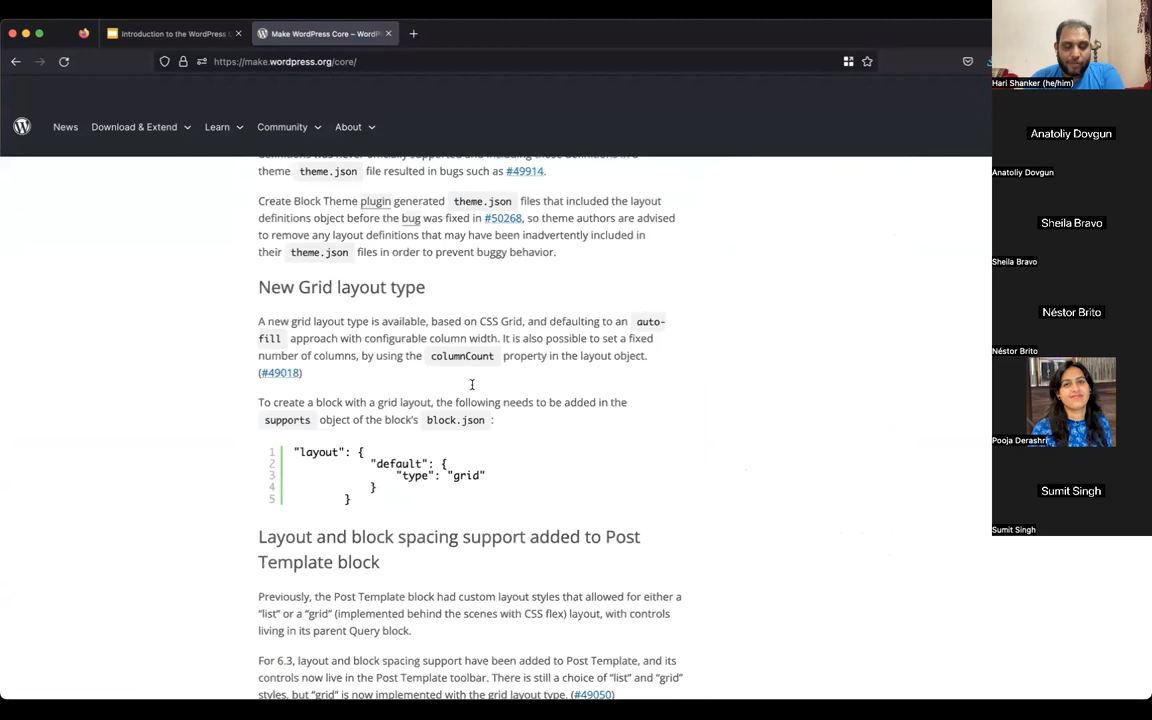 Introduction to the WordPress C
Make WordPress Core – WordPr
https://make.wordpress.org/core/
News
Download & Extend
Learn
Community
About
definitions was never officially supported and including those definitions in a
theme theme.json file resulted in bugs such as #49914.
Create Block Theme plugin generated theme.json files that included the layout
definitions object before the bug was fixed in #50268, so theme authors are advised
to remove any layout definitions that may have been inadvertently included in
their theme.json files in order to prevent buggy behavior.
New Grid layout type
A new grid layout type is available, based on CSS Grid, and defaulting to an auto-
fill approach with configurable column width. It is also possible to set a fixed
number of columns, by using the columnCount property in the layout object.
(#49018)
To create a block with a grid layout, the following needs to be added in the
supports object of the block's block.json :
1 "layout": {
2 "default": {
3 "type": "grid"
4 }
5 }
Layout and block spacing support added to Post
Template block
Previously, the Post Template block had custom layout styles that allowed for either a
“list” or a “grid” (implemented behind the scenes with CSS flex) layout, with controls
living in its parent Query block.
For 6.3, layout and block spacing support have been added to Post Template, and its
controls now live in the Post Template toolbar. There is still a choice of “list” and “grid”
styles, but “grid” is now implemented with the grid layout type. (#49050)
Hari Shanker (he/him)
Anatoliy Dovgun
Anatoliy Dovgun
Sheila Bravo
Sheila Bravo
Néstor Brito
Néstor Brito
Pooja Derashri
Sumit Singh
Sumit Singh